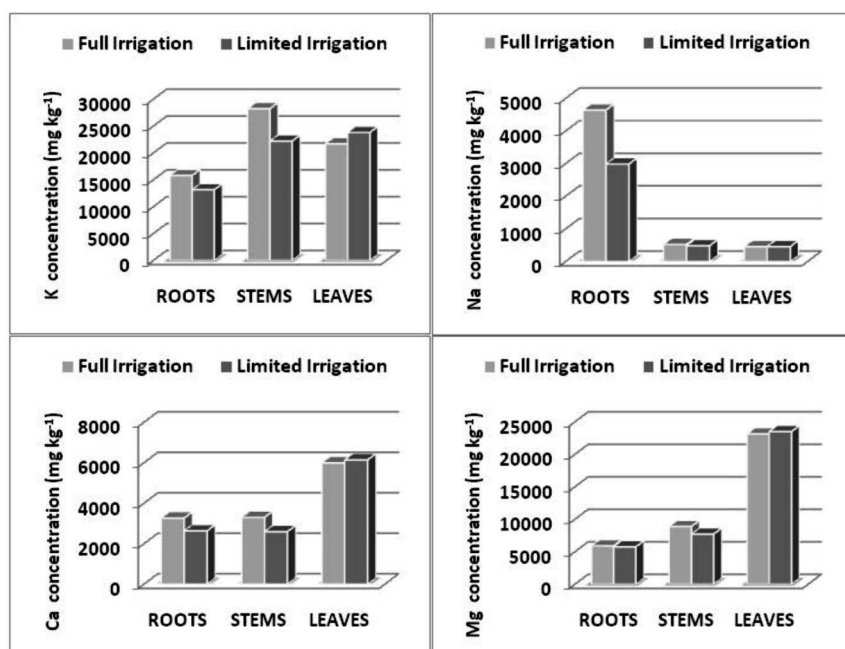 Full Irrigation Limited Irrigation
K concentration (mg kg-1)
30000
25000
20000
15000
10000
5000
0
ROOTS STEMS LEAVES
Full Irrigation Limited Irrigation
Na concentration (mg kg-1)
5000
4000
3000
2000
1000
0
ROOTS STEMS LEAVES
Full Irrigation Limited Irrigation
Ca concentration (mg kg-1)
8000
6000
4000
2000
0
ROOTS STEMS LEAVES
Full Irrigation Limited Irrigation
Mg concentration (mg kg-1)
25000
20000
15000
10000
5000
0
ROOTS STEMS LEAVES